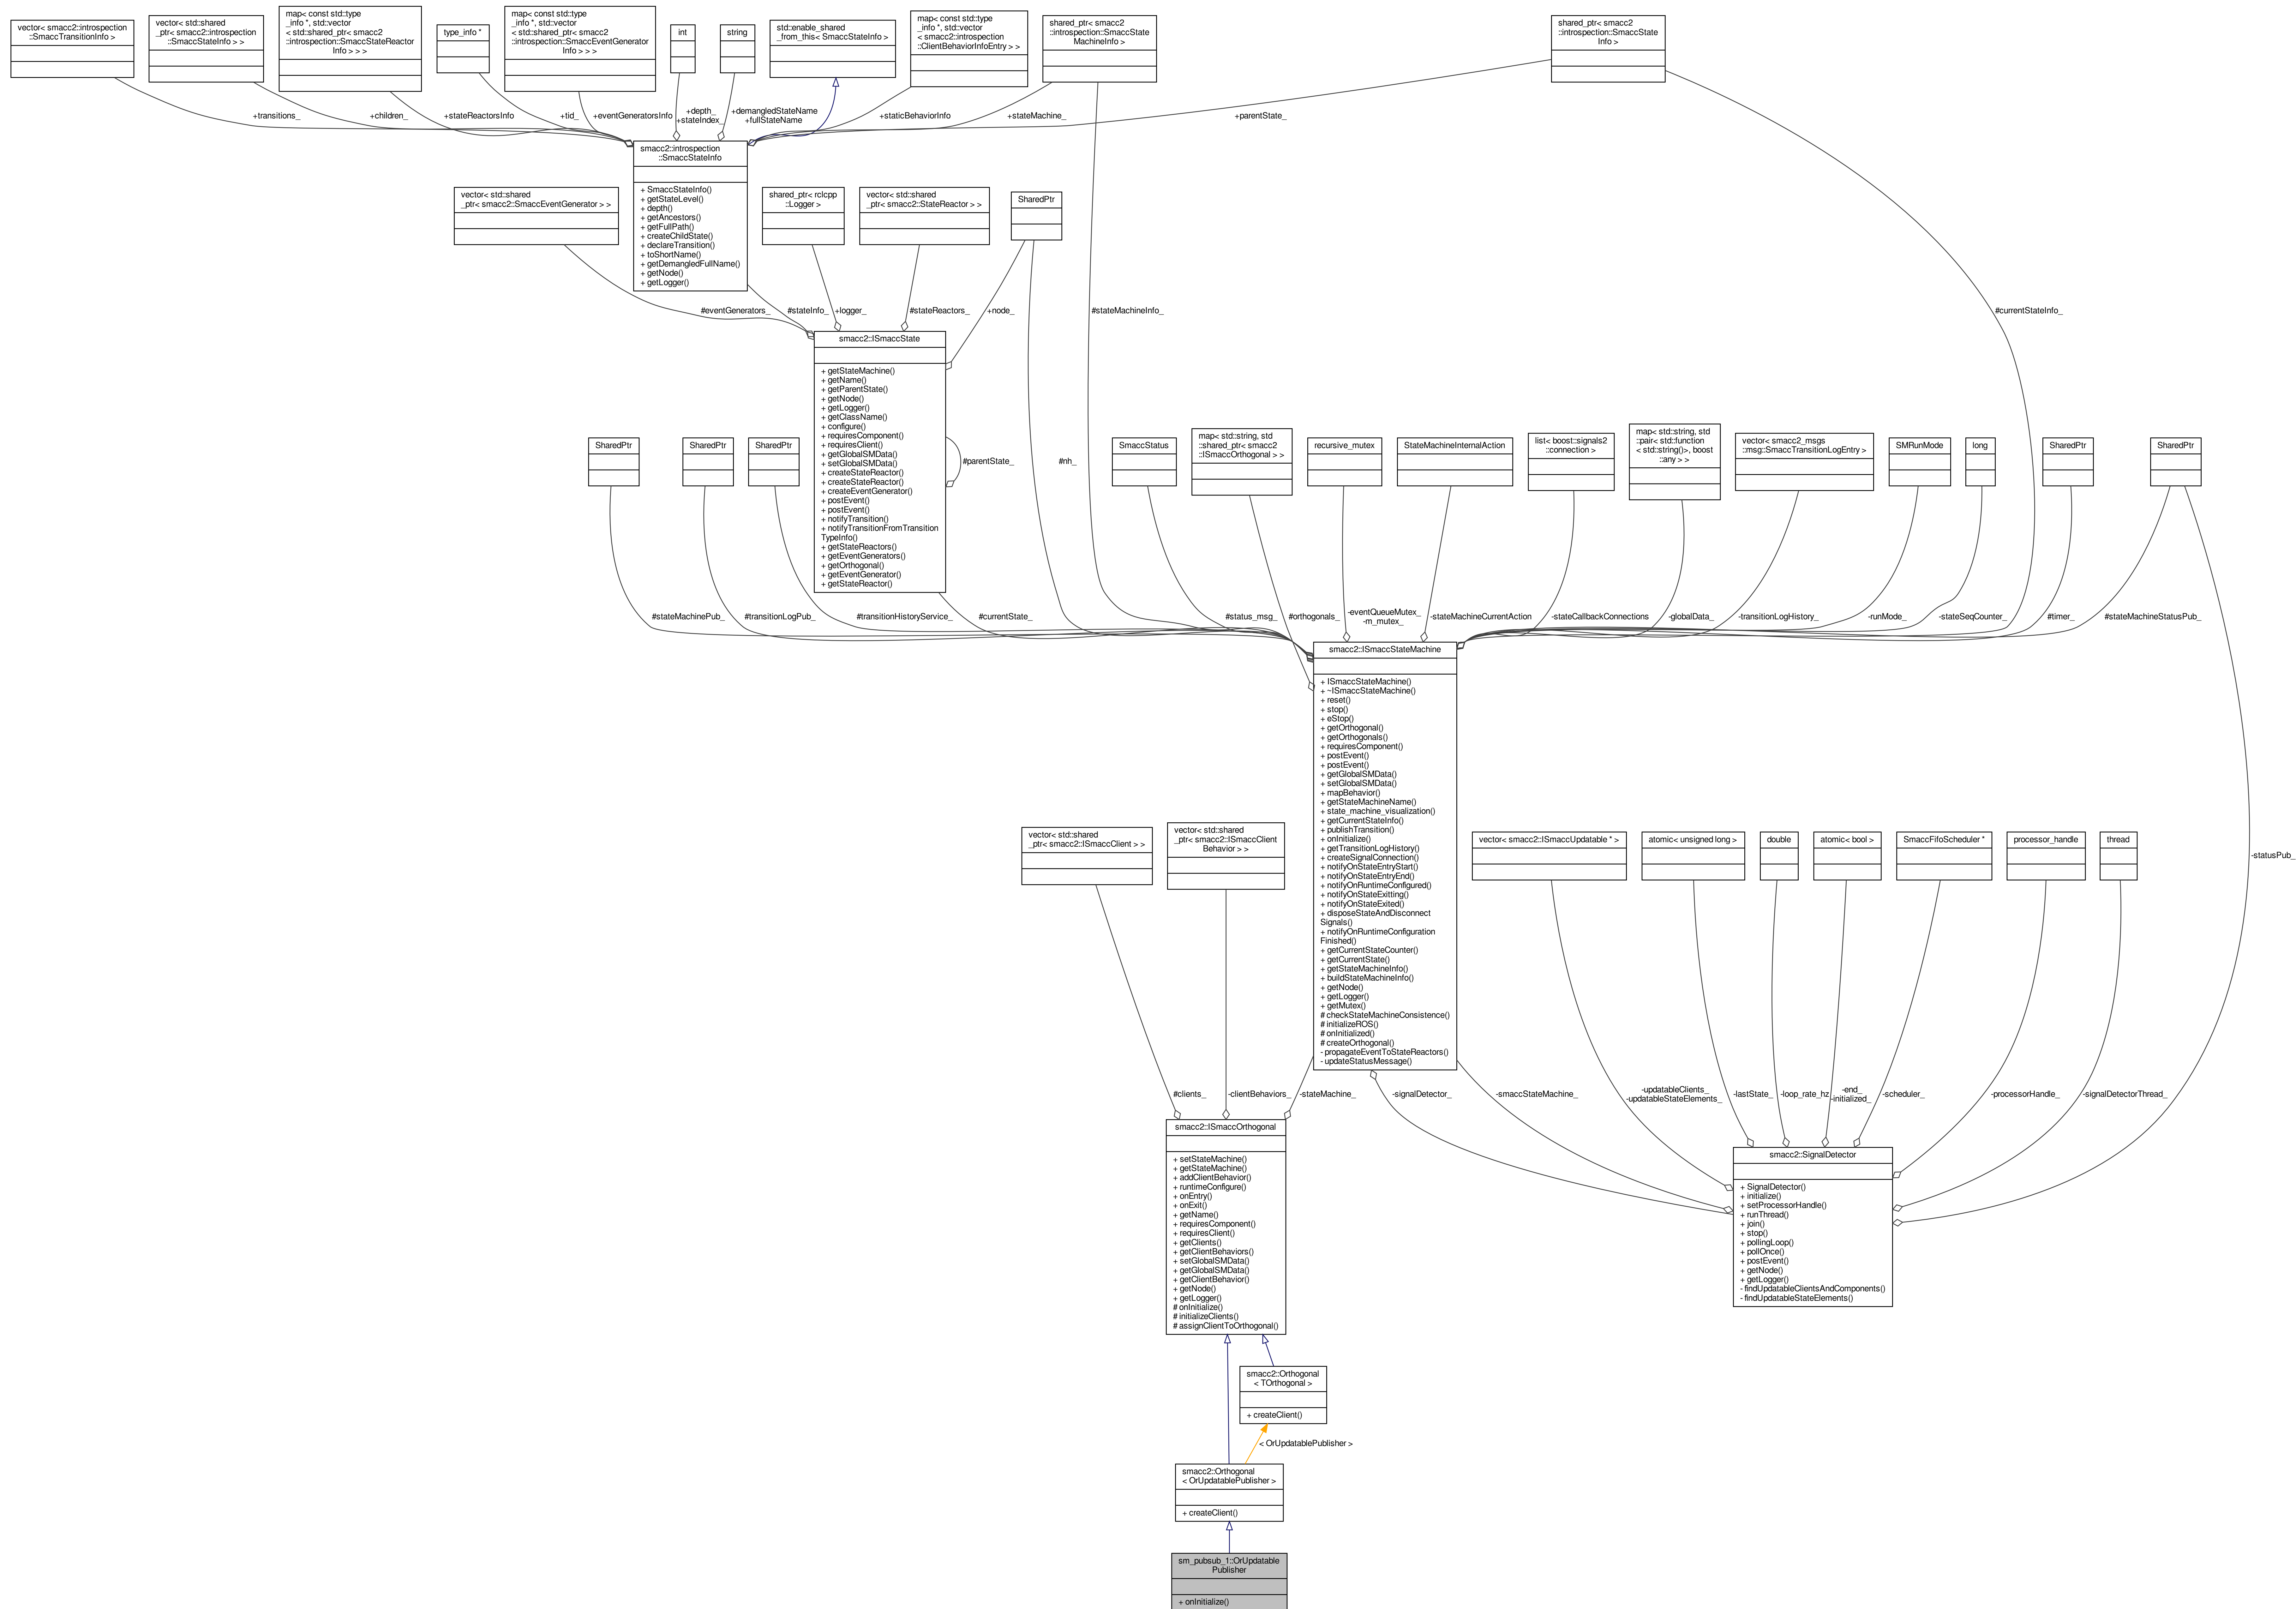 vector< smacc2::introspection
::SmaccTransitionInfo >
vector< std::shared
_ptr< smacc2::introspection
::SmaccStateInfo > >
map< const std::type
_info *, std::vector
< std::shared_ptr< smacc2
::introspection::SmaccStateReactor
Info > > >
type_info *
map< const std::type
_info *, std::vector
< std::shared_ptr< smacc2
::introspection::SmaccEventGenerator
Info > > >
int
string
std::enable_shared
_from_this< SmaccStateInfo >
map< const std::type
_info *, std::vector
< smacc2::introspection
::ClientBehaviorInfoEntry > >
shared_ptr< smacc2
::introspection::SmaccState
MachineInfo >
shared_ptr< smacc2
::introspection::SmaccState
Info >
+transitions_
+children_
+stateReactorsInfo
+tid_
+eventGeneratorsInfo
+depth_
+stateIndex_
+demangledStateName
+fullStateName
+staticBehaviorInfo
+stateMachine_
+parentState_
smacc2::introspection
::SmaccStateInfo
+ SmaccStateInfo()
+ getStateLevel()
+ depth()
+ getAncestors()
+ getFullPath()
+ createChildState()
+ declareTransition()
+ toShortName()
+ getDemangledFullName()
+ getNode()
+ getLogger()
vector< std::shared
_ptr< smacc2::SmaccEventGenerator > >
shared_ptr< rclcpp
::Logger >
vector< std::shared
_ptr< smacc2::StateReactor > >
SharedPtr
#eventGenerators_
#stateInfo_
+logger_
#stateReactors_
+node_
#stateMachineInfo_
#currentStateInfo_
smacc2::ISmaccState
+ getStateMachine()
+ getName()
+ getParentState()
+ getNode()
+ getLogger()
+ getClassName()
+ configure()
+ requiresComponent()
+ requiresClient()
+ getGlobalSMData()
+ setGlobalSMData()
+ createStateReactor()
+ createStateReactor()
+ createEventGenerator()
+ postEvent()
+ postEvent()
+ notifyTransition()
+ notifyTransitionFromTransition
TypeInfo()
+ getStateReactors()
+ getEventGenerators()
+ getOrthogonal()
+ getEventGenerator()
+ getStateReactor()
#parentState_
#nh_
SharedPtr
SharedPtr
SharedPtr
SmaccStatus
map< std::string, std
::shared_ptr< smacc2
::ISmaccOrthogonal > >
recursive_mutex
StateMachineInternalAction
list< boost::signals2
::connection >
map< std::string, std
::pair< std::function
< std::string()>, boost
::any > >
vector< smacc2_msgs
::msg::SmaccTransitionLogEntry >
SMRunMode
long
SharedPtr
SharedPtr
#stateMachinePub_
#transitionLogPub_
#transitionHistoryService_
#currentState_
#status_msg_
#orthogonals_
-eventQueueMutex_
-m_mutex_
-stateMachineCurrentAction
-stateCallbackConnections
-globalData_
-transitionLogHistory_
-runMode_
-stateSeqCounter_
#timer_
#stateMachineStatusPub_
smacc2::ISmaccStateMachine
+ ISmaccStateMachine()
+ ~ISmaccStateMachine()
+ reset()
+ stop()
+ eStop()
+ getOrthogonal()
+ getOrthogonals()
+ requiresComponent()
+ postEvent()
+ postEvent()
+ getGlobalSMData()
+ setGlobalSMData()
+ mapBehavior()
+ getStateMachineName()
+ state_machine_visualization()
+ getCurrentStateInfo()
+ publishTransition()
+ onInitialize()
+ getTransitionLogHistory()
+ createSignalConnection()
+ notifyOnStateEntryStart()
+ notifyOnStateEntryEnd()
+ notifyOnRuntimeConfigured()
+ notifyOnStateExitting()
+ notifyOnStateExited()
+ disposeStateAndDisconnect
Signals()
+ notifyOnRuntimeConfiguration
Finished()
+ getCurrentStateCounter()
+ getCurrentState()
+ getStateMachineInfo()
+ buildStateMachineInfo()
+ getNode()
+ getLogger()
+ getMutex()
# checkStateMachineConsistence()
# initializeROS()
# onInitialized()
# createOrthogonal()
- propagateEventToStateReactors()
- updateStatusMessage()
vector< std::shared
_ptr< smacc2::ISmaccClient > >
vector< std::shared
_ptr< smacc2::ISmaccClient
Behavior > >
vector< smacc2::ISmaccUpdatable * >
atomic< unsigned long >
double
atomic< bool >
SmaccFifoScheduler *
processor_handle
thread
-statusPub_
#clients_
-clientBehaviors_
-stateMachine_
-signalDetector_
-smaccStateMachine_
-updatableClients_
-updatableStateElements_
-lastState_
-loop_rate_hz
-end_
-initialized_
-scheduler_
-processorHandle_
-signalDetectorThread_
smacc2::ISmaccOrthogonal
+ setStateMachine()
+ getStateMachine()
+ addClientBehavior()
+ runtimeConfigure()
+ onEntry()
+ onExit()
+ getName()
+ requiresComponent()
+ requiresClient()
+ getClients()
+ getClientBehaviors()
+ setGlobalSMData()
+ getGlobalSMData()
+ getClientBehavior()
+ getNode()
+ getLogger()
# onInitialize()
# initializeClients()
# assignClientToOrthogonal()
smacc2::SignalDetector
+ SignalDetector()
+ initialize()
+ setProcessorHandle()
+ runThread()
+ join()
+ stop()
+ pollingLoop()
+ pollOnce()
+ postEvent()
+ getNode()
+ getLogger()
- findUpdatableClientsAndComponents()
- findUpdatableStateElements()
smacc2::Orthogonal
< TOrthogonal >
+ createClient()
< OrUpdatablePublisher >
smacc2::Orthogonal
< OrUpdatablePublisher >
+ createClient()
sm_pubsub_1::OrUpdatable
Publisher
+ onInitialize()